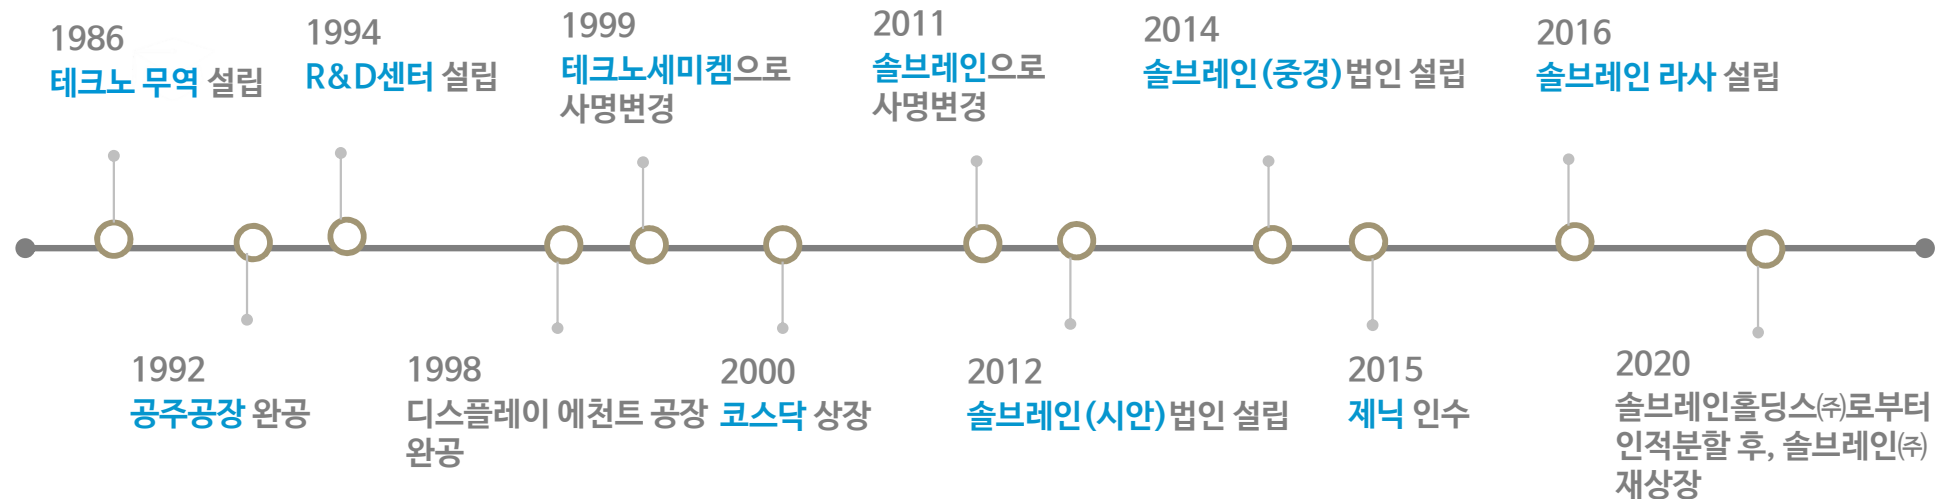 1986
테크노 무역 설립
1994
R&D센터 설립
1999
테크노세미켐으로
사명변경
2011
솔브레인으로
사명변경
2014
솔브레인(중경)법인 설립
2016
솔브레인 라사 설립
1992
공주공장 완공
1998
디스플레이 에천트 공장
완공
2000
코스닥 상장
2012
솔브레인(시안)법인 설립
2015
제닉 인수
2020
솔브레인홀딩스㈜로부터
인적분할 후, 솔브레인㈜
재상장